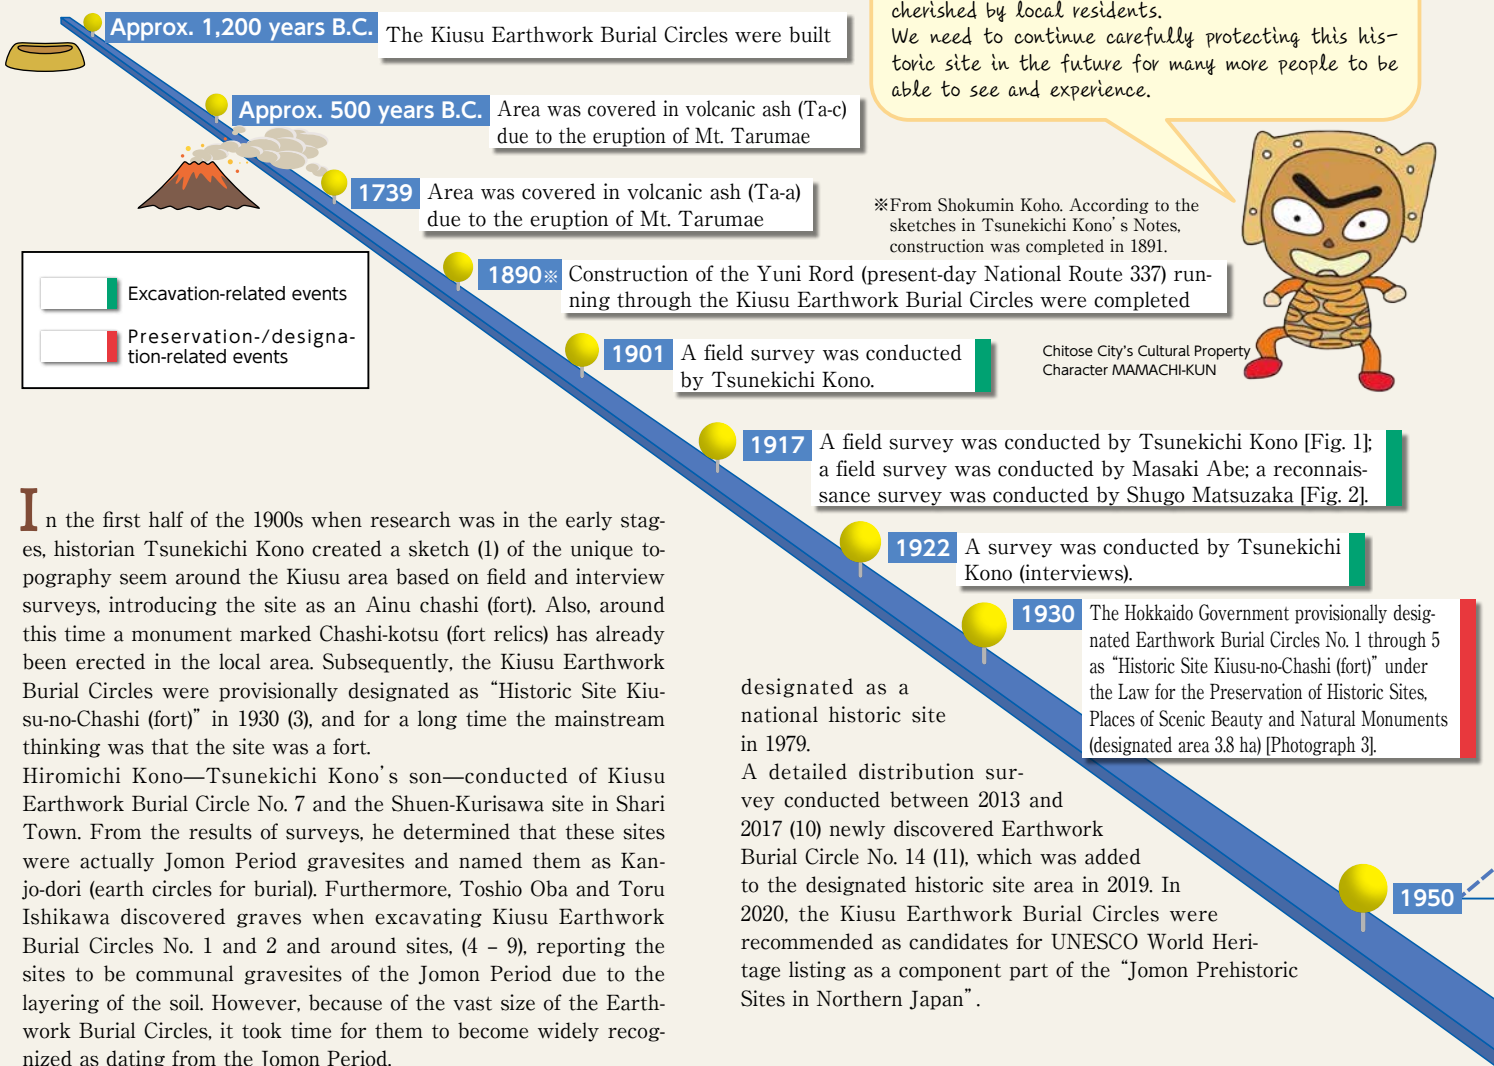 cherished by local residents.
We need to continue carefully protecting this his-
toric site in the future for many more people to be
able to see and experience.
Approx. 1,200 years B.C.
The Kiusu Earthwork Burial Circles were built
Approx. 500 years B.C.
Area was covered in volcanic ash (Ta-c)
due to the eruption of Mt. Tarumae
1739
Area was covered in volcanic ash (Ta-a)
due to the eruption of Mt. Tarumae
※From Shokumin Koho. According to the
sketches in Tsunekichi Kono's Notes,
construction was completed in 1891.
1890※
Construction of the Yuni Rord (present-day National Route 337) run-
ning through the Kiusu Earthwork Burial Circles were completed
Excavation-related events
Preservation-/designa-
tion-related events
1901
A field survey was conducted
by Tsunekichi Kono.
Chitose City's Cultural Property
Character MAMACHI-KUN
1917
A field survey was conducted by Tsunekichi Kono [Fig. 1];
a field survey was conducted by Masaki Abe; a reconnais-
sance survey was conducted by Shugo Matsuzaka [Fig. 2].
1922
A survey was conducted by Tsunekichi
Kono (interviews).
1930
The Hokkaido Government provisionally desig-
nated Earthwork Burial Circles No. 1 through 5
as “Historic Site Kiusu-no-Chashi (fort)” under
the Law for the Preservation of Historic Sites,
Places of Scenic Beauty and Natural Monuments
(designated area 3.8 ha) [Photograph 3].
1950
In the first half of the 1900s when research was in the early stag-
es, historian Tsunekichi Kono created a sketch (1) of the unique to-
pography seem around the Kiusu area based on field and interview
surveys, introducing the site as an Ainu chashi (fort). Also, around
this time a monument marked Chashi-kotsu (fort relics) has already
been erected in the local area. Subsequently, the Kiusu Earthwork
Burial Circles were provisionally designated as “Historic Site Kiu-
su-no-Chashi (fort)” in 1930 (3), and for a long time the mainstream
thinking was that the site was a fort.
Hiromichi Kono—Tsunekichi Kono's son—conducted of Kiusu
Earthwork Burial Circle No. 7 and the Shuen-Kurisawa site in Shari
Town. From the results of surveys, he determined that these sites
were actually Jomon Period gravesites and named them as Kan-
jo-dori (earth circles for burial). Furthermore, Toshio Oba and Toru
Ishikawa discovered graves when excavating Kiusu Earthwork
Burial Circles No. 1 and 2 and around sites, (4 – 9), reporting the
sites to be communal gravesites of the Jomon Period due to the
layering of the soil. However, because of the vast size of the Earth-
work Burial Circles, it took time for them to become widely recog-
nized as dating from the Jomon Period.
designated as a
national historic site
in 1979.
A detailed distribution sur-
vey conducted between 2013 and
2017 (10) newly discovered Earthwork
Burial Circle No. 14 (11), which was added
to the designated historic site area in 2019. In
2020, the Kiusu Earthwork Burial Circles were
recommended as candidates for UNESCO World Heri-
tage listing as a component part of the “Jomon Prehistoric
Sites in Northern Japan”.